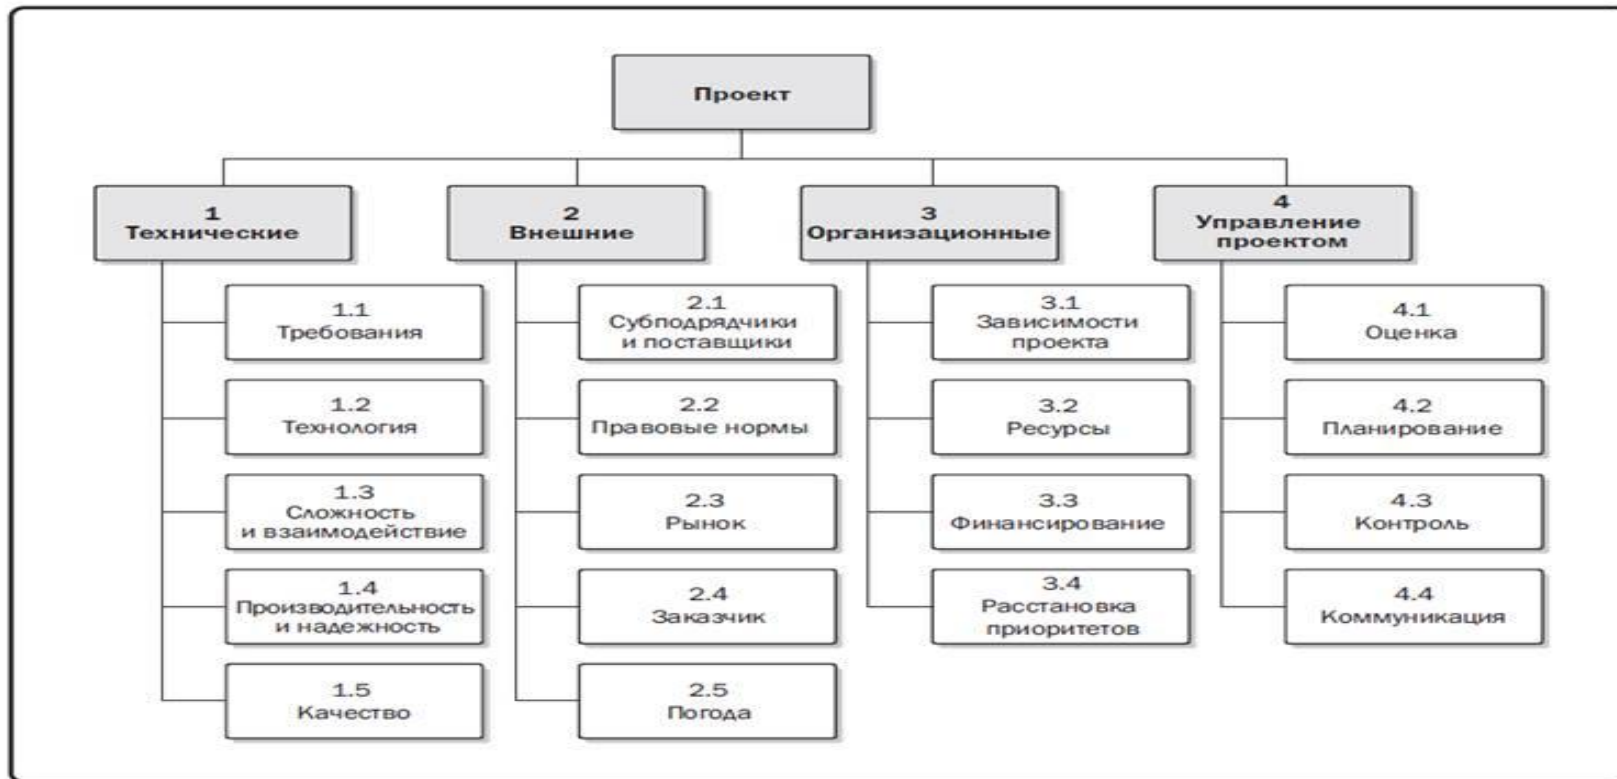 Проект
1
Технические
2
Внешние
3
Организационные
4
Управление
проектом
1.1
Требования
1.2
Технология
1.3
Сложность
и взаимодействие
1.4
Производительность
и надежность
1.5
Качество
2.1
Субподрядчики
и поставщики
2.2
Правовые нормы
2.3
Рынок
2.4
Заказчик
2.5
Погода
3.1
Зависимости
проекта
3.2
Ресурсы
3.3
Финансирование
3.4
Расстановка
приоритетов
4.1
Оценка
4.2
Планирование
4.3
Контроль
4.4
Коммуникация